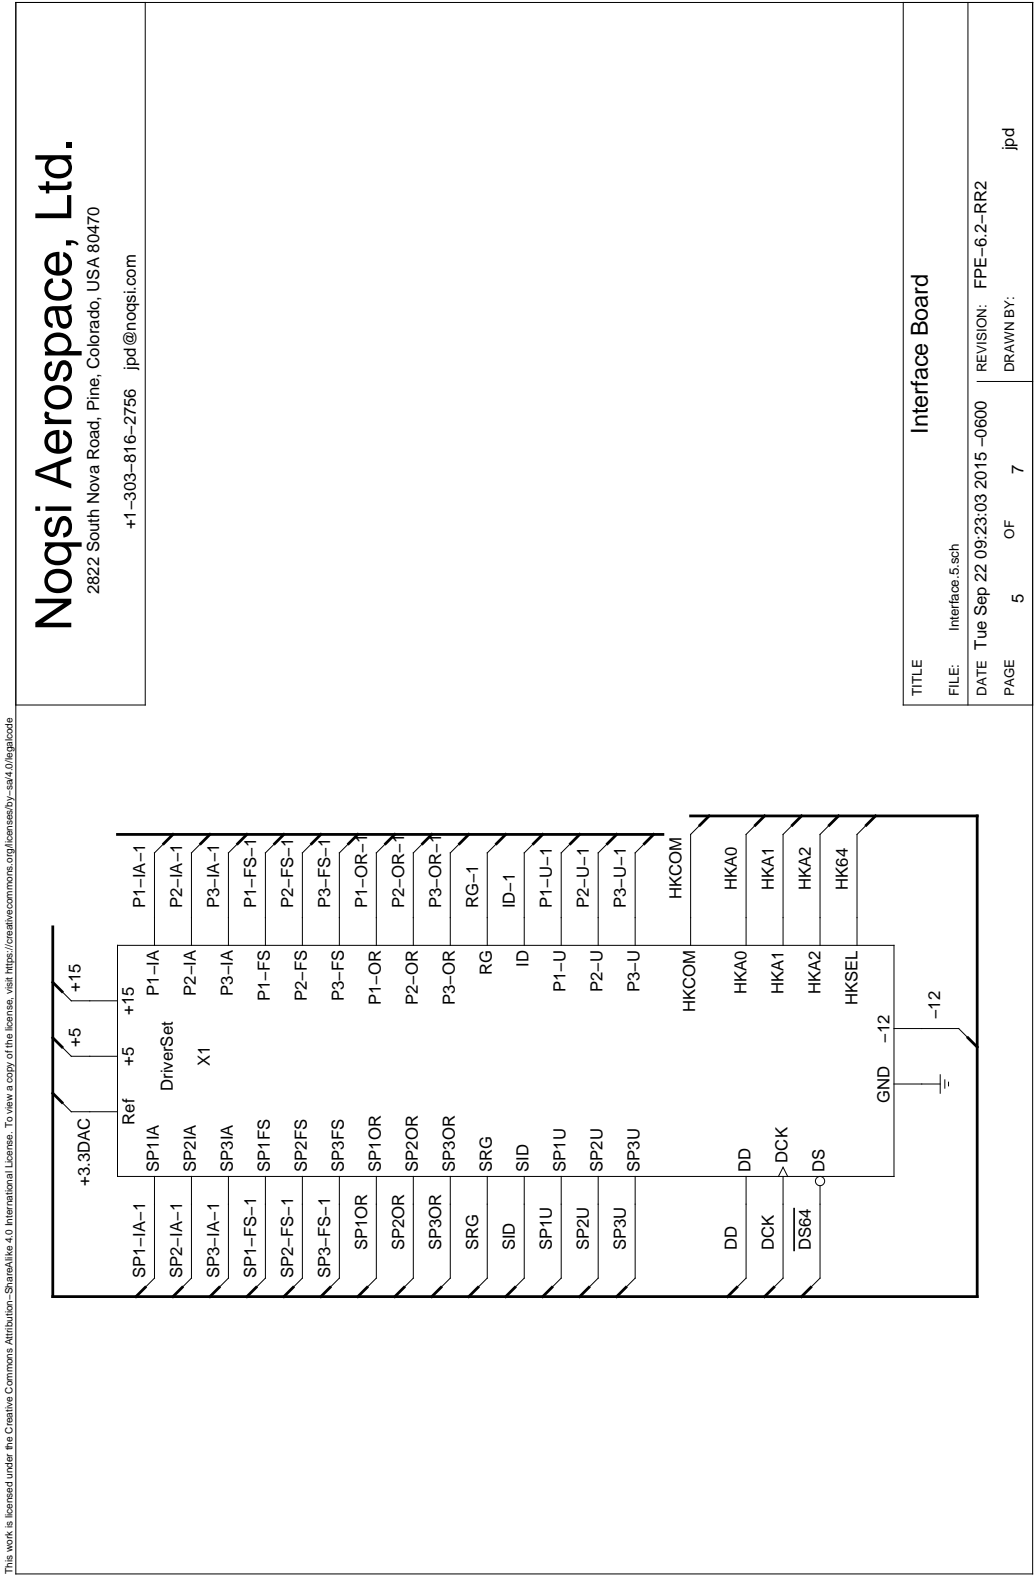 This work is licensed under the Creative Commons Attribution−ShareAlike 4.0 International License. To view a copy of the license, visit https://creativecommons.org/licenses/by−sa/4.0/legalcode
Noqsi Aerospace, Ltd.
2822 South Nova Road, Pine, Colorado, USA 80470
+1−303−816−2756 jpd@noqsi.com
+3.3DAC
+5
+15
Ref
+5
+15
DriverSet
X1
SP1−IA−1
SP1IA
P1−IA
P1−IA−1
SP2−IA−1
SP2IA
P2−IA
P2−IA−1
SP3−IA−1
SP3IA
P3−IA
P3−IA−1
SP1−FS−1
SP1FS
P1−FS
P1−FS−1
SP2−FS−1
SP2FS
P2−FS
P2−FS−1
SP3−FS−1
SP3FS
P3−FS
P3−FS−1
SP1OR
SP1OR
P1−OR
P1−OR−1
SP2OR
SP2OR
P2−OR
P2−OR−1
SP3OR
SP3OR
P3−OR
P3−OR−1
SRG
SRG
RG
RG−1
SID
SID
ID
ID−1
SP1U
SP1U
P1−U
P1−U−1
SP2U
SP2U
P2−U
P2−U−1
SP3U
SP3U
P3−U
P3−U−1
HKCOM
HKCOM
DD
DD
HKA0
HKA0
DCK
DCK
HKA1
HKA1
DS64
DS
HKA2
HKA2
HKSEL
HK64
GND
−12
−12
TITLE
Interface Board
FILE: Interface.5.sch
DATE Tue Sep 22 09:23:03 2015 −0600
REVISION: FPE−6.2−RR2
PAGE 5 OF 7
DRAWN BY: jpd